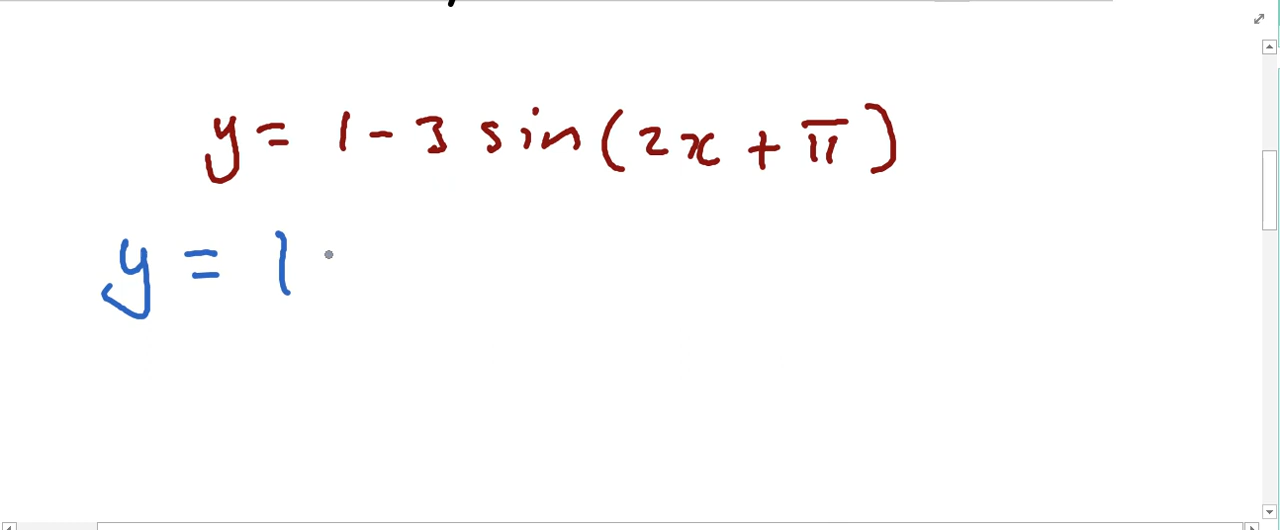 y = 1 - 3 sin(2x + π)
y = 1